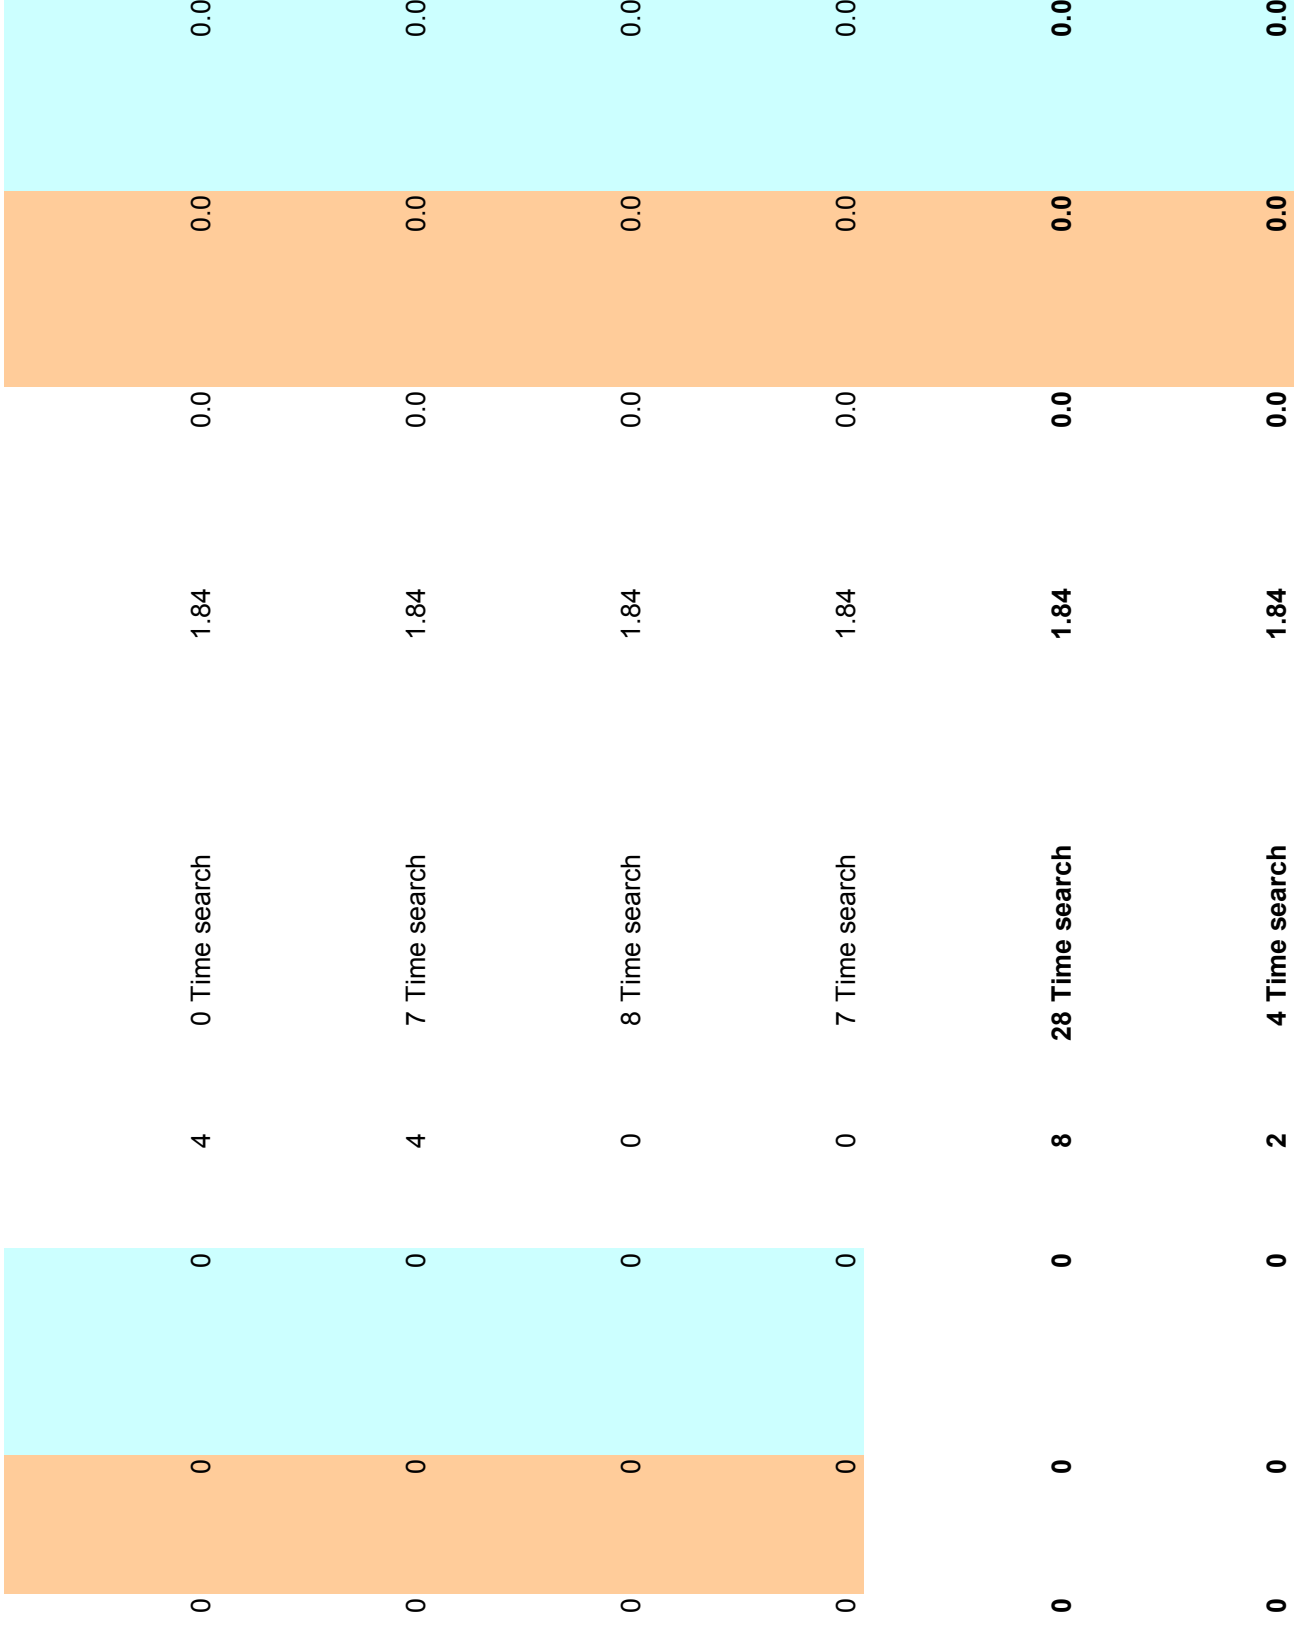 0 0 0 4 0 Time search 1.84 0.0 0.0 0.0
0 0 0 4 7 Time search 1.84 0.0 0.0 0.0
0 0 0 0 8 Time search 1.84 0.0 0.0 0.0
0 0 0 0 7 Time search 1.84 0.0 0.0 0.0
0 0 0 8 28 Time search 1.84 0.0 0.0 0.0
0 0 0 2 4 Time search 1.84 0.0 0.0 0.0